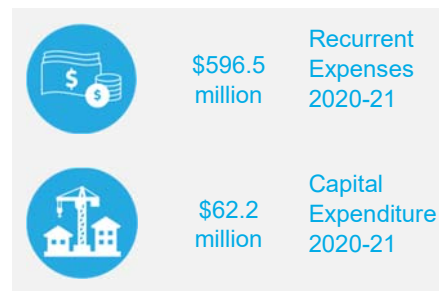 $596.5
million
Recurrent
Expenses
2020-21
$
$
$62.2
million
Capital
Expenditure
2020-21